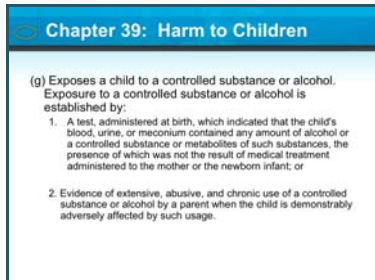 Chapter 39: Harm to Children
(g) Exposes a child to a controlled substance or alcohol.
Exposure to a controlled substance or alcohol is
established by:
1. A test, administered at birth, which indicated that the child's
blood, urine, or meconium contained any amount of alcohol or
a controlled substance or metabolites of such substances, the
presence of which was not the result of medical treatment
administered to the mother or the newborn infant; or
2. Evidence of extensive, abusive, and chronic use of a controlled
substance or alcohol by a parent when the child is demonstrably
adversely affected by such usage.